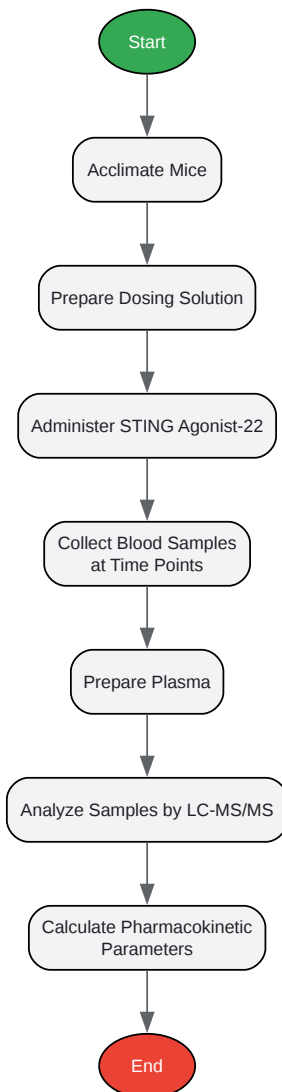 Start
Acclimate Mice
Prepare Dosing Solution
Administer STING Agonist-22
Collect Blood Samples
at Time Points
Prepare Plasma
Analyze Samples by LC-MS/MS
Calculate Pharmacokinetic
Parameters
End